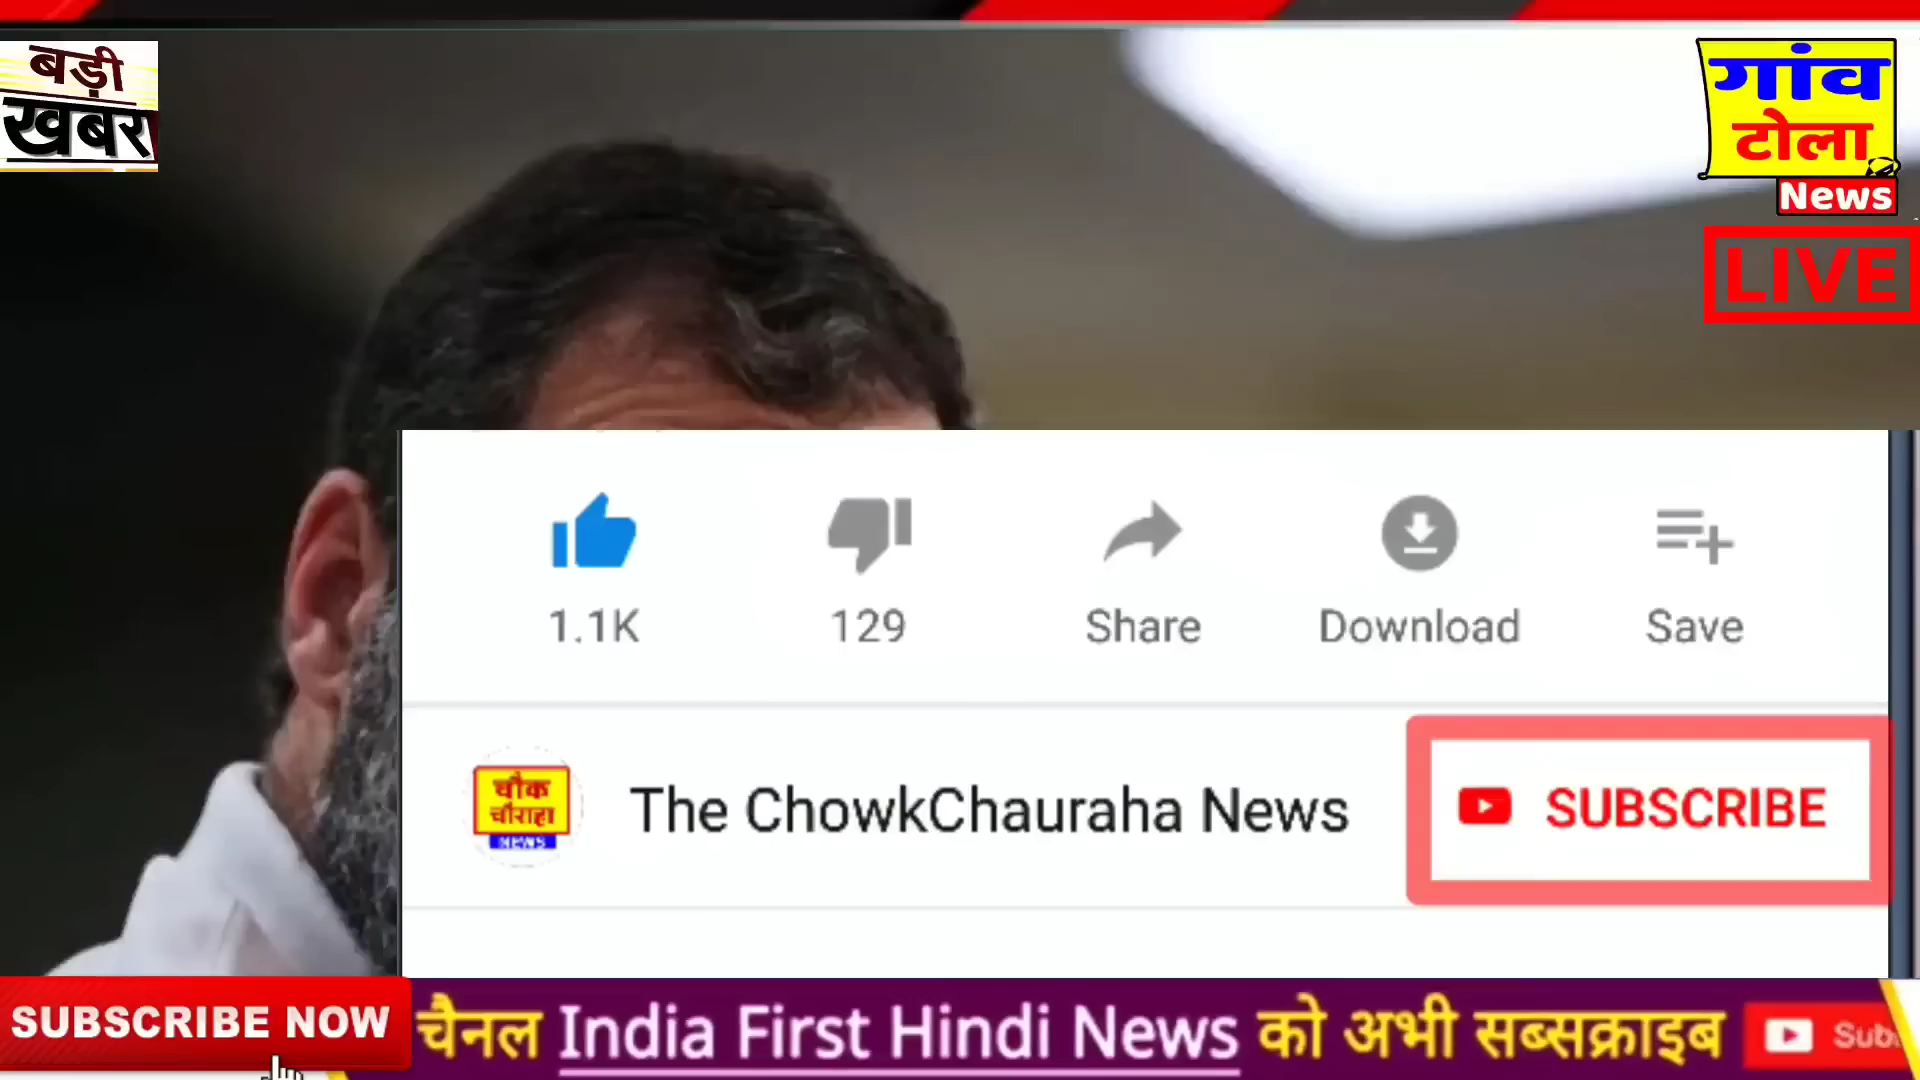 बड़ी
खबर
गांव
टोला
News
LIVE
1.1K
129
Share
Download
Save
चौक
चौराहा
NEWS
The ChowkChauraha News
SUBSCRIBE
SUBSCRIBE NOW
चैनल India First Hindi News को अभी सब्सक्राइब